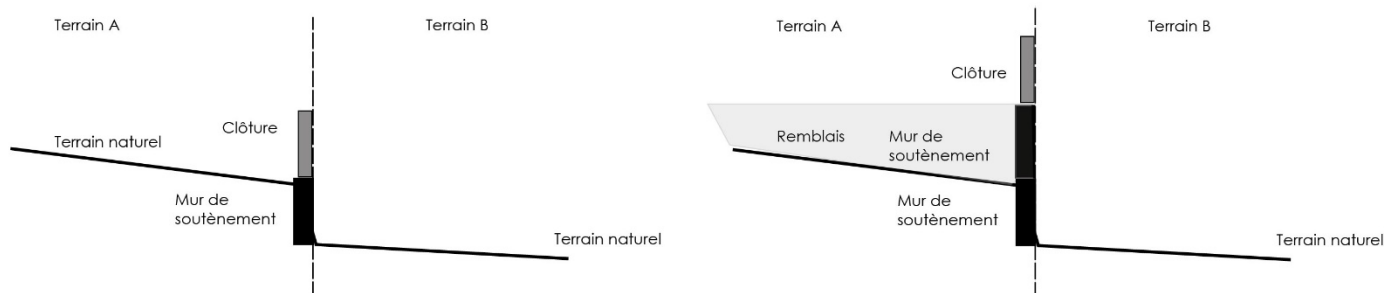 Terrain A
Terrain B
Clôture
Terrain naturel
Mur de
soutènement
Terrain naturel
Terrain A
Terrain B
Clôture
Remblais
Mur de
soutènement
Mur de
soutènement
Terrain naturel